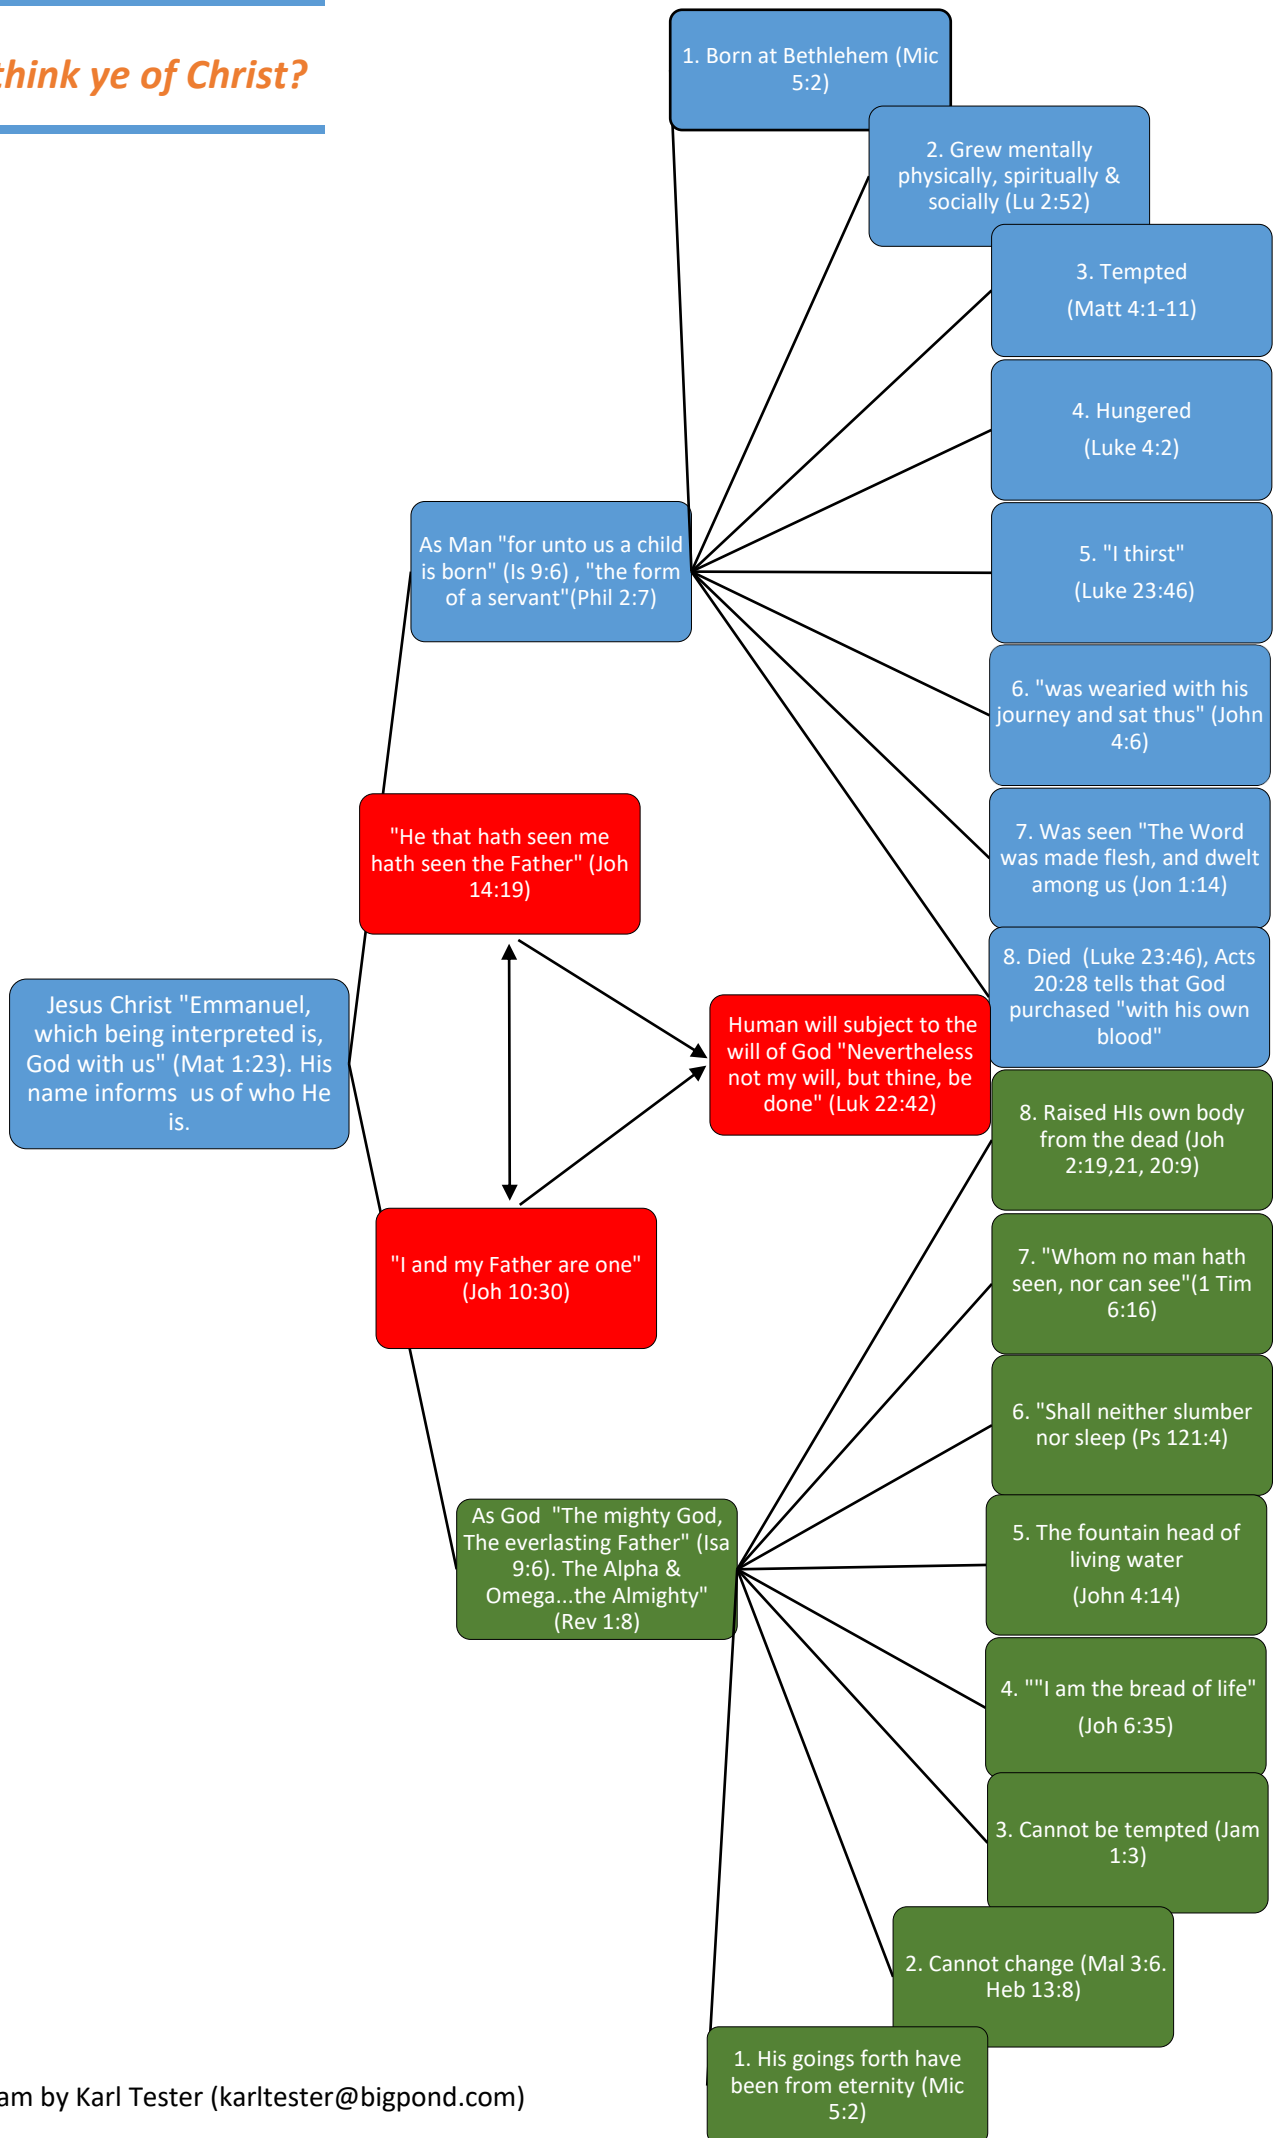 think ye of Christ?
1. Born at Bethlehem (Mic
5:2)
2. Grew mentally
physically, spiritually &
socially (Lu 2:52)
3. Tempted
(Matt 4:1-11)
4. Hungered
(Luke 4:2)
5. "I thirst"
(Luke 23:46)
As Man "for unto us a child
is born" (Is 9:6) , "the form
of a servant"(Phil 2:7)
6. "was wearied with his
journey and sat thus" (John
4:6)
7. Was seen "The Word
was made flesh, and dwelt
among us (Jon 1:14)
8. Died  (Luke 23:46), Acts
20:28 tells that God
purchased "with his own
blood"
"He that hath seen me
hath seen the Father" (Joh
14:19)
Jesus Christ "Emmanuel,
which being interpreted is,
God with us" (Mat 1:23). His
name informs  us of who He
is.
Human will subject to the
will of God "Nevertheless
not my will, but thine, be
done" (Luk 22:42)
"I and my Father are one"
(Joh 10:30)
8. Raised HIs own body
from the dead (Joh
2:19,21, 20:9)
7. "Whom no man hath
seen, nor can see"(1 Tim
6:16)
6. "Shall neither slumber
nor sleep (Ps 121:4)
As God  "The mighty God,
The everlasting Father" (Isa
9:6). The Alpha &
Omega...the Almighty"
(Rev 1:8)
5. The fountain head of
living water
(John 4:14)
4. ""I am the bread of life"
(Joh 6:35)
3. Cannot be tempted (Jam
1:3)
2. Cannot change (Mal 3:6.
Heb 13:8)
1. His goings forth have
been from eternity (Mic
5:2)
am by Karl Tester (karltester@bigpond.com)